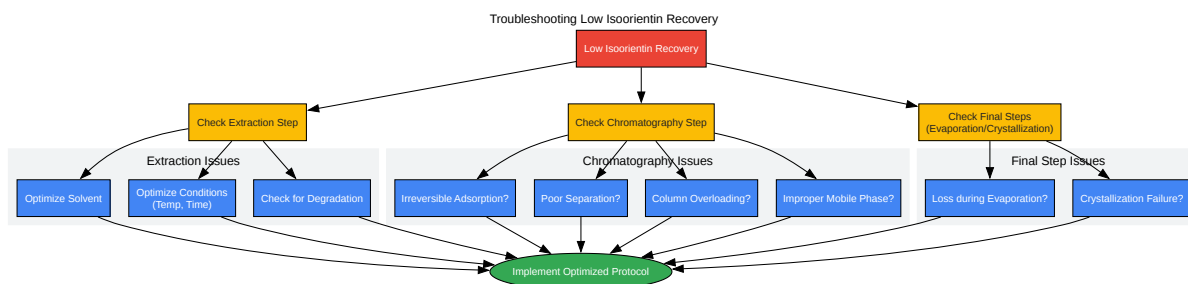 Troubleshooting Low Isoorientin Recovery
Low Isoorientin Recovery
Check Extraction Step
Check Chromatography Step
Check Final Steps
(Evaporation/Crystallization)
Extraction Issues
Chromatography Issues
Final Step Issues
Optimize Solvent
Optimize Conditions
(Temp, Time)
Check for Degradation
Irreversible Adsorption?
Poor Separation?
Column Overloading?
Improper Mobile Phase?
Loss during Evaporation?
Crystallization Failure?
Implement Optimized Protocol